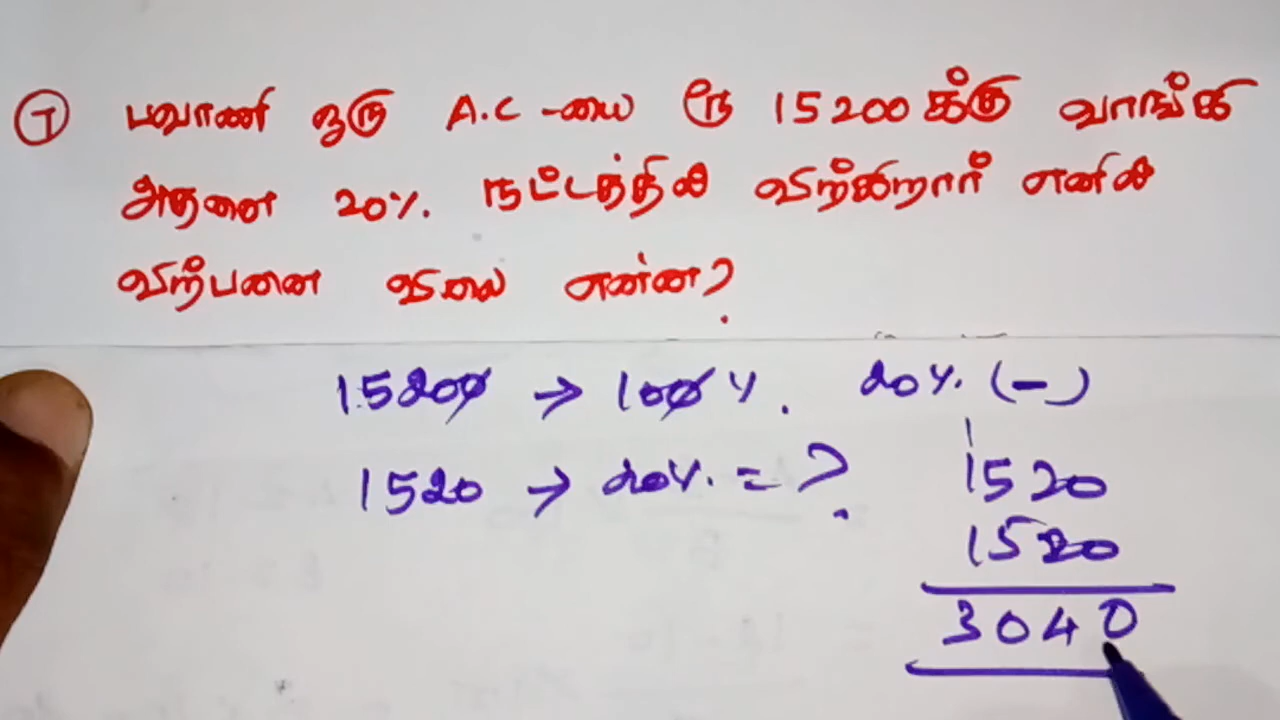 7 பவானி ஒரு A.C -யை ரூ 15200க்கு வாங்கி
அதனை 20%. நட்டத்தில் விற்கிறார் எனில்
விற்பனை விலை என்ன?
15200 → 100% 20%. (-)
1
1520 → 20%. = ? 1520
1520
3040